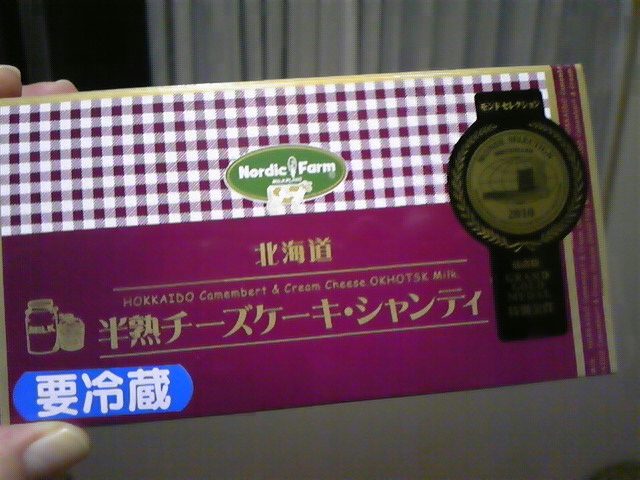 モンドセレクション
Nordic Farm
2010
北海道
HOKKAIDO Camembert & Cream Cheese OKHOTSK Milk.
MILK
半熟チーズケーキ・シャンティ
要冷蔵